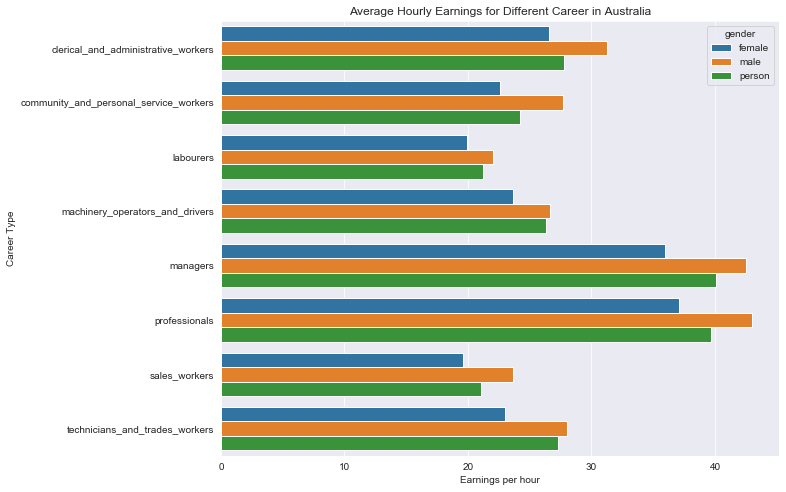 Average Hourly Earnings for Different Career in Australia
gender
female
male
person
Career Type
clerical_and_administrative_workers
community_and_personal_service_workers
labourers
machinery_operators_and_drivers
managers
professionals
sales_workers
technicians_and_trades_workers
0 10 20 30 40
Earnings per hour